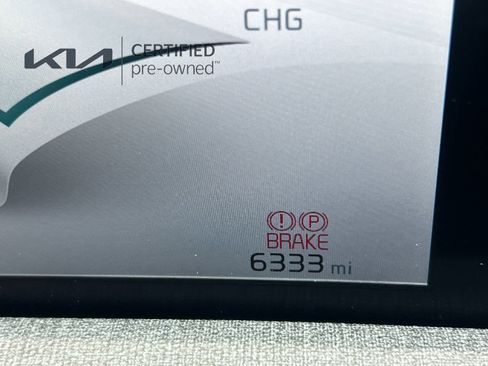 CHG
KIA CERTIFIED
pre-owned™
! P
BRAKE
6333 mi